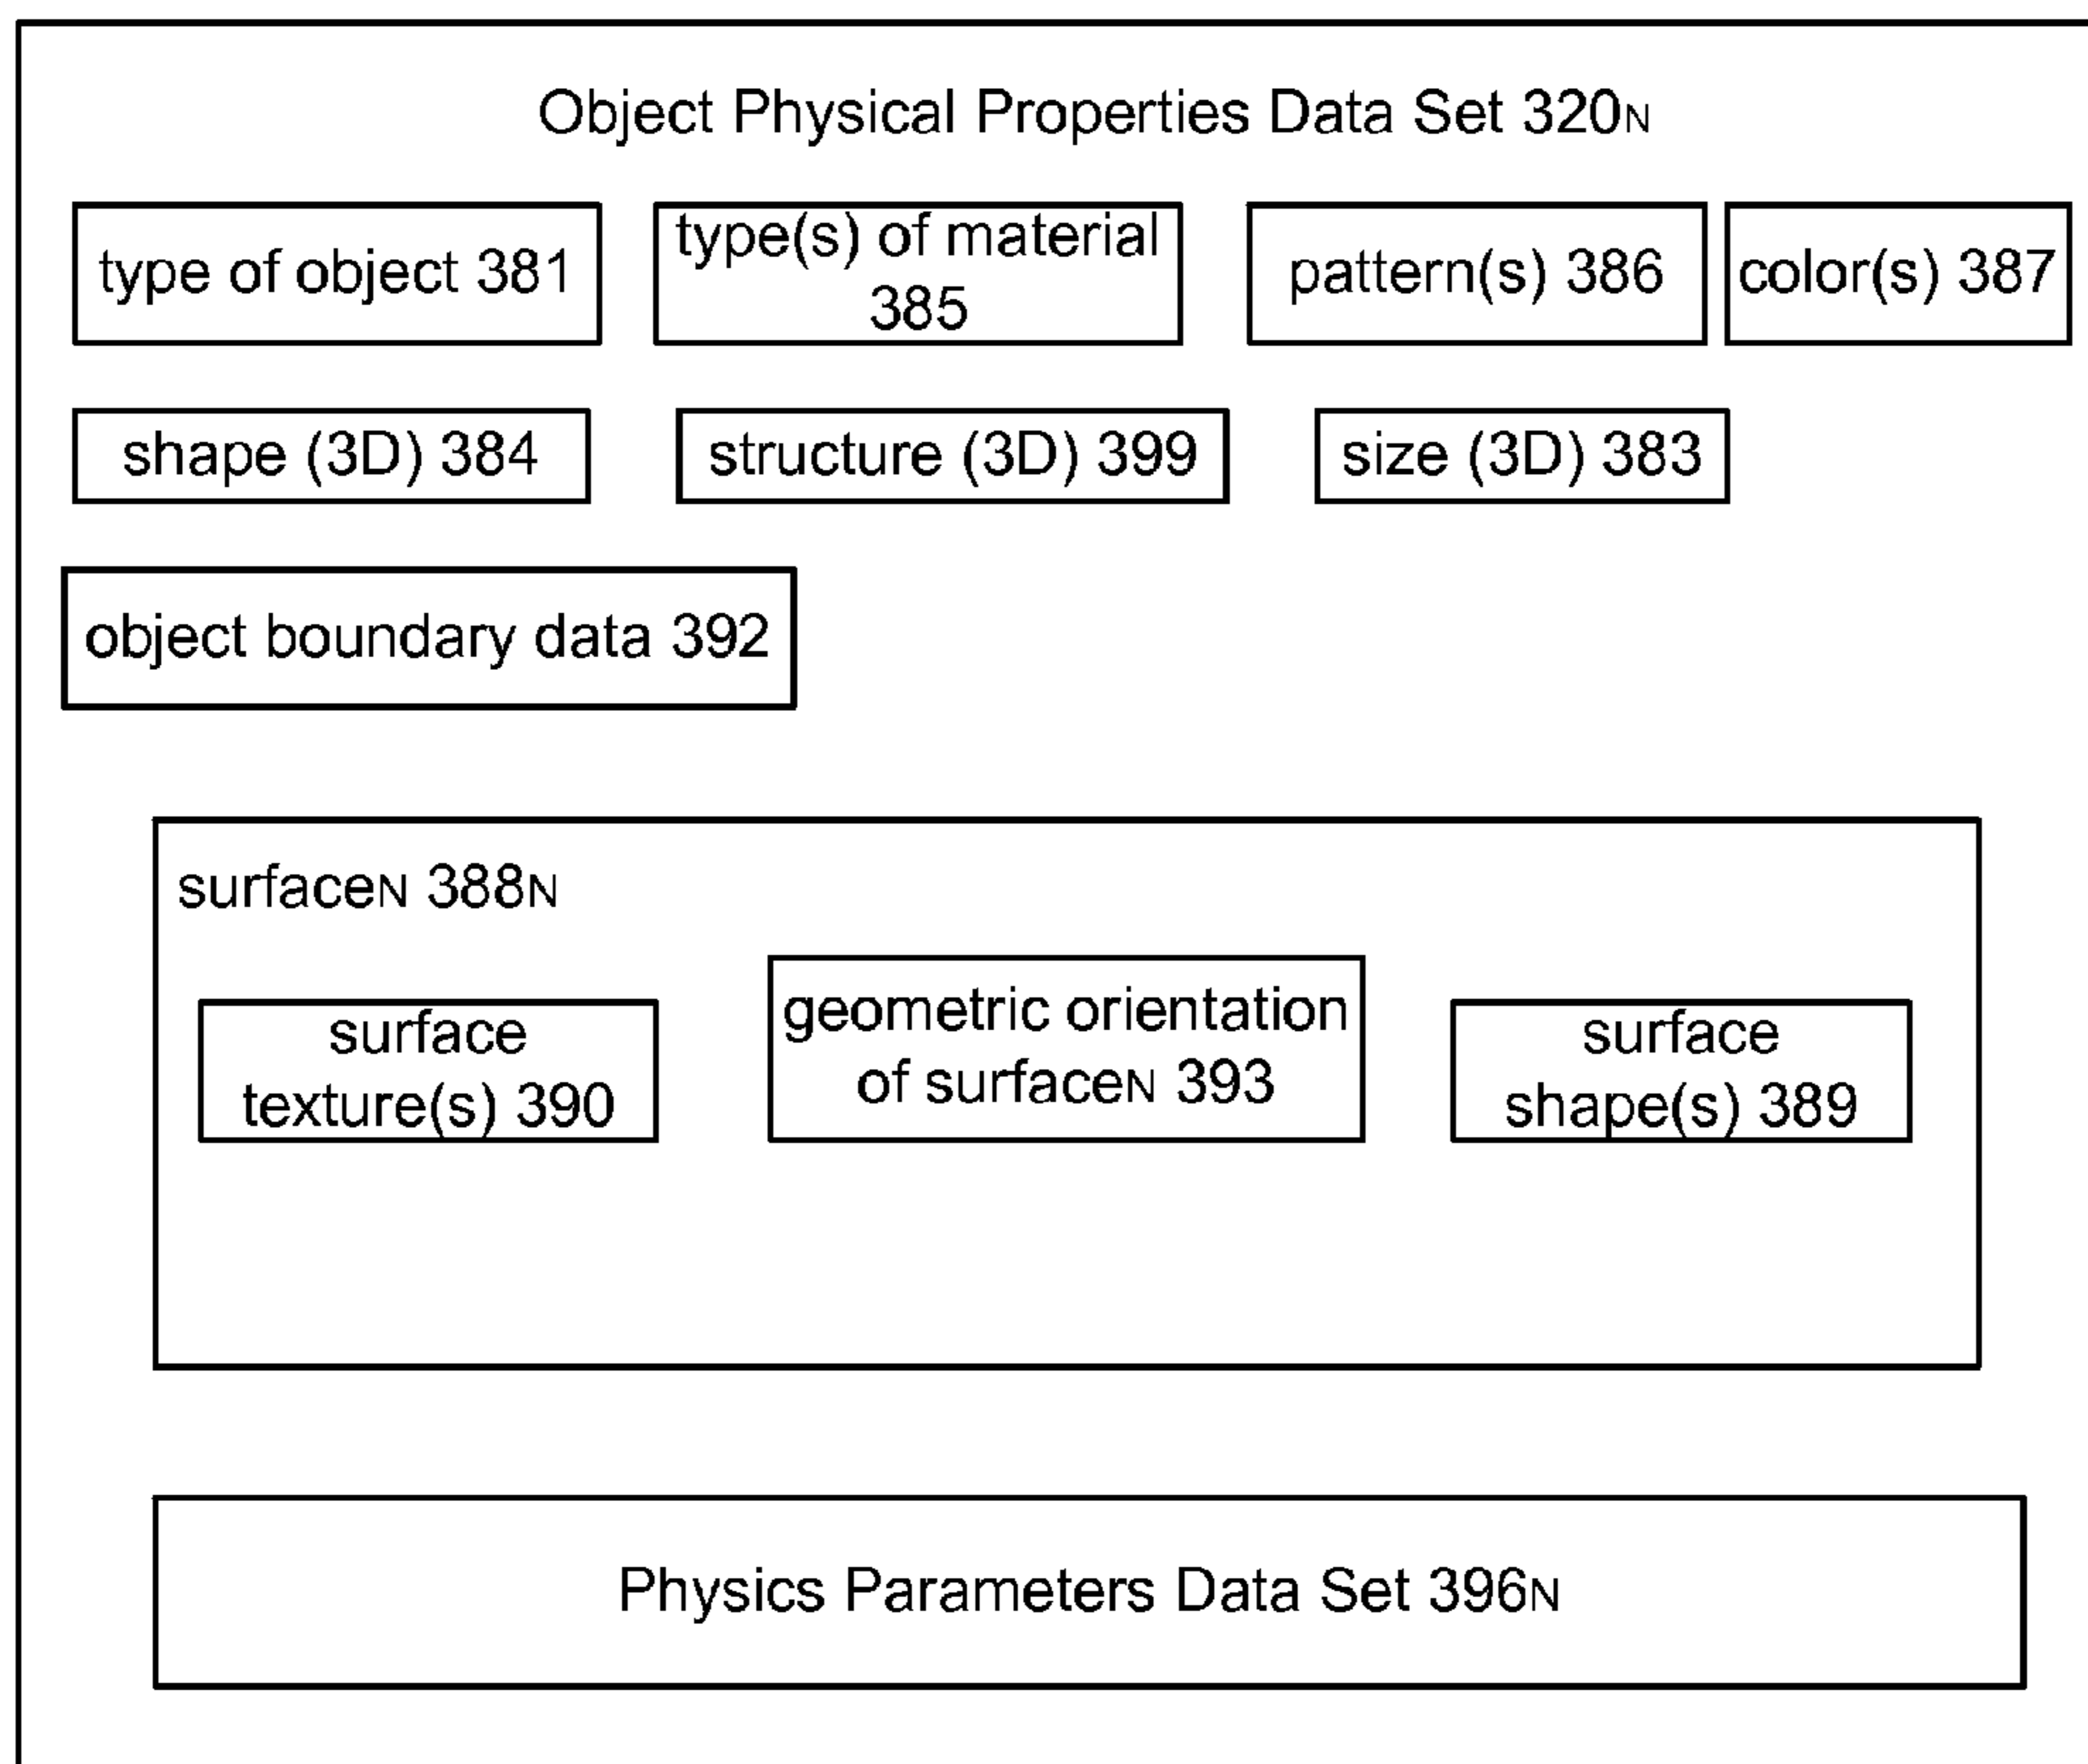 Object Physical Properties Data Set 320N
type of object 381
type(s) of material
385
pattern(s) 386
color(s) 387
shape (3D) 384
structure (3D) 399
size (3D) 383
object boundary data 392
surfaceN 388N
surface
texture(s) 390
geometric orientation
of surfaceN 393
surface
shape(s) 389
Physics Parameters Data Set 396N